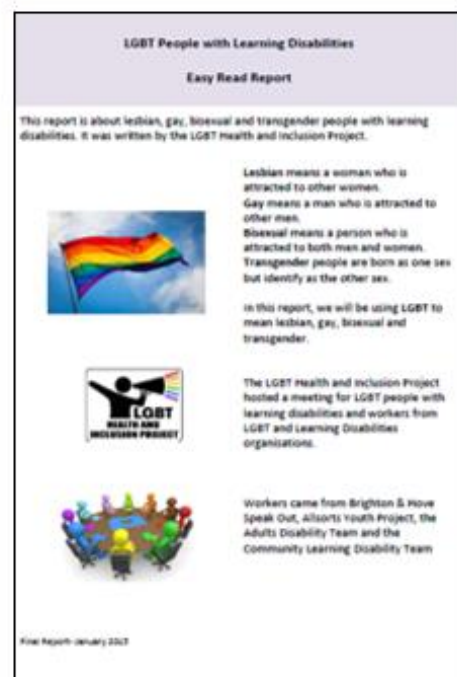 LGBT People with Learning Disabilities
Easy Read Report
This report is about lesbian, gay, bisexual and transgender people with learning
disabilities. It was written by the LGBT Health and Inclusion Project.
Lesbian means a woman who is
attracted to other women.
Gay means a man who is attracted to
other men.
Bisexual means a person who is
attracted to both men and women.
Transgender people are born as one sex
but identify as the other sex.
In this report, we will be using LGBT to
mean lesbian, gay, bisexual and
transgender.
LGBT
HEALTH AND
INCLUSION PROJECT
The LGBT Health and Inclusion Project
hosted a meeting for LGBT people with
learning disabilities and workers from
LGBT and Learning Disabilities
organisations.
Workers came from Brighton & Hove
Speak Out, Allsorts Youth Project, the
Adults Disability Team and the
Community Learning Disability Team
Final Report- January